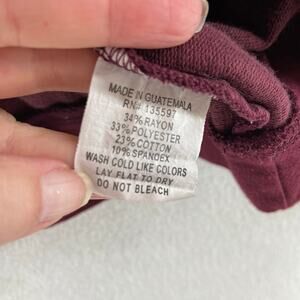 MADE IN GUATEMALA
RN# 135597
34% RAYON
33% POLYESTER
23% COTTON
10% SPANDEX
WASH COLD LIKE COLORS
LAY FLAT TO DRY
DO NOT BLEACH